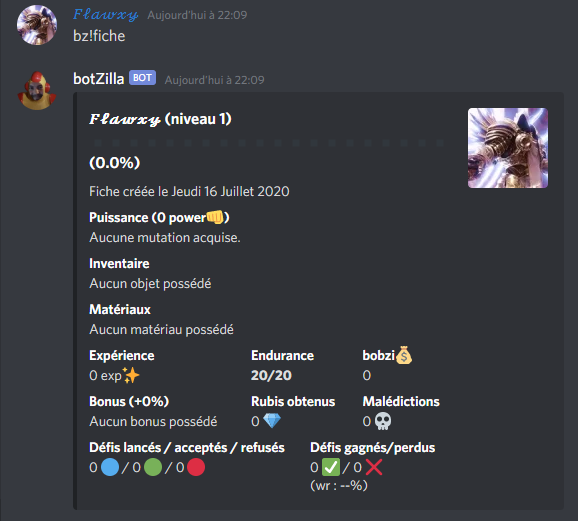 𝓕𝓵𝓪𝔀𝔁𝔂 Aujourd'hui à 22:09
bz!fiche
botZilla BOT Aujourd'hui à 22:09
𝓕𝓵𝓪𝔀𝔁𝔂 (niveau 1)
(0.0%)
Fiche créée le Jeudi 16 Juillet 2020
Puissance (0 power👊)
Aucune mutation acquise.
Inventaire
Aucun objet possédé
Matériaux
Aucun matériau possédé
Expérience Endurance bobzi💰
0 exp✨ 20/20 0
Bonus (+0%) Rubis obtenus Malédictions
Aucun bonus possédé 0 💎 0 💀
Défis lancés / acceptés / refusés Défis gagnés/perdus
0 🔵 / 0 🟢 / 0 🔴 0 ✅ / 0 ❌
(wr : --%)